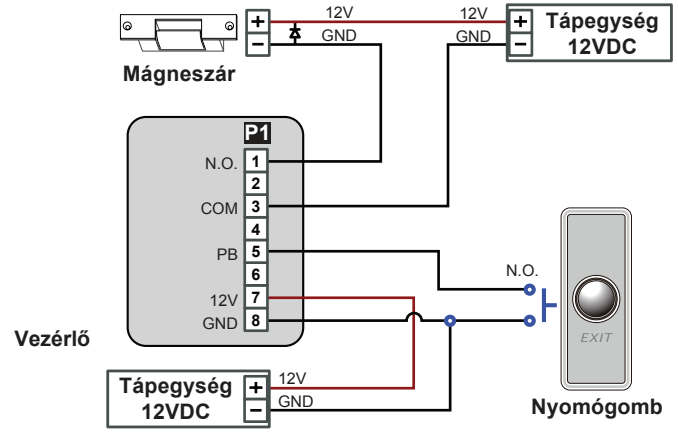 + 12V 12V + Tápegység
− GND GND − 12VDC
Mágneszár
P1
N.O. 1
2
COM 3
4
PB 5
6
12V 7
GND 8
N.O.
EXIT
Vezérlő
Nyomógomb
Tápegység + 12V
12VDC − GND